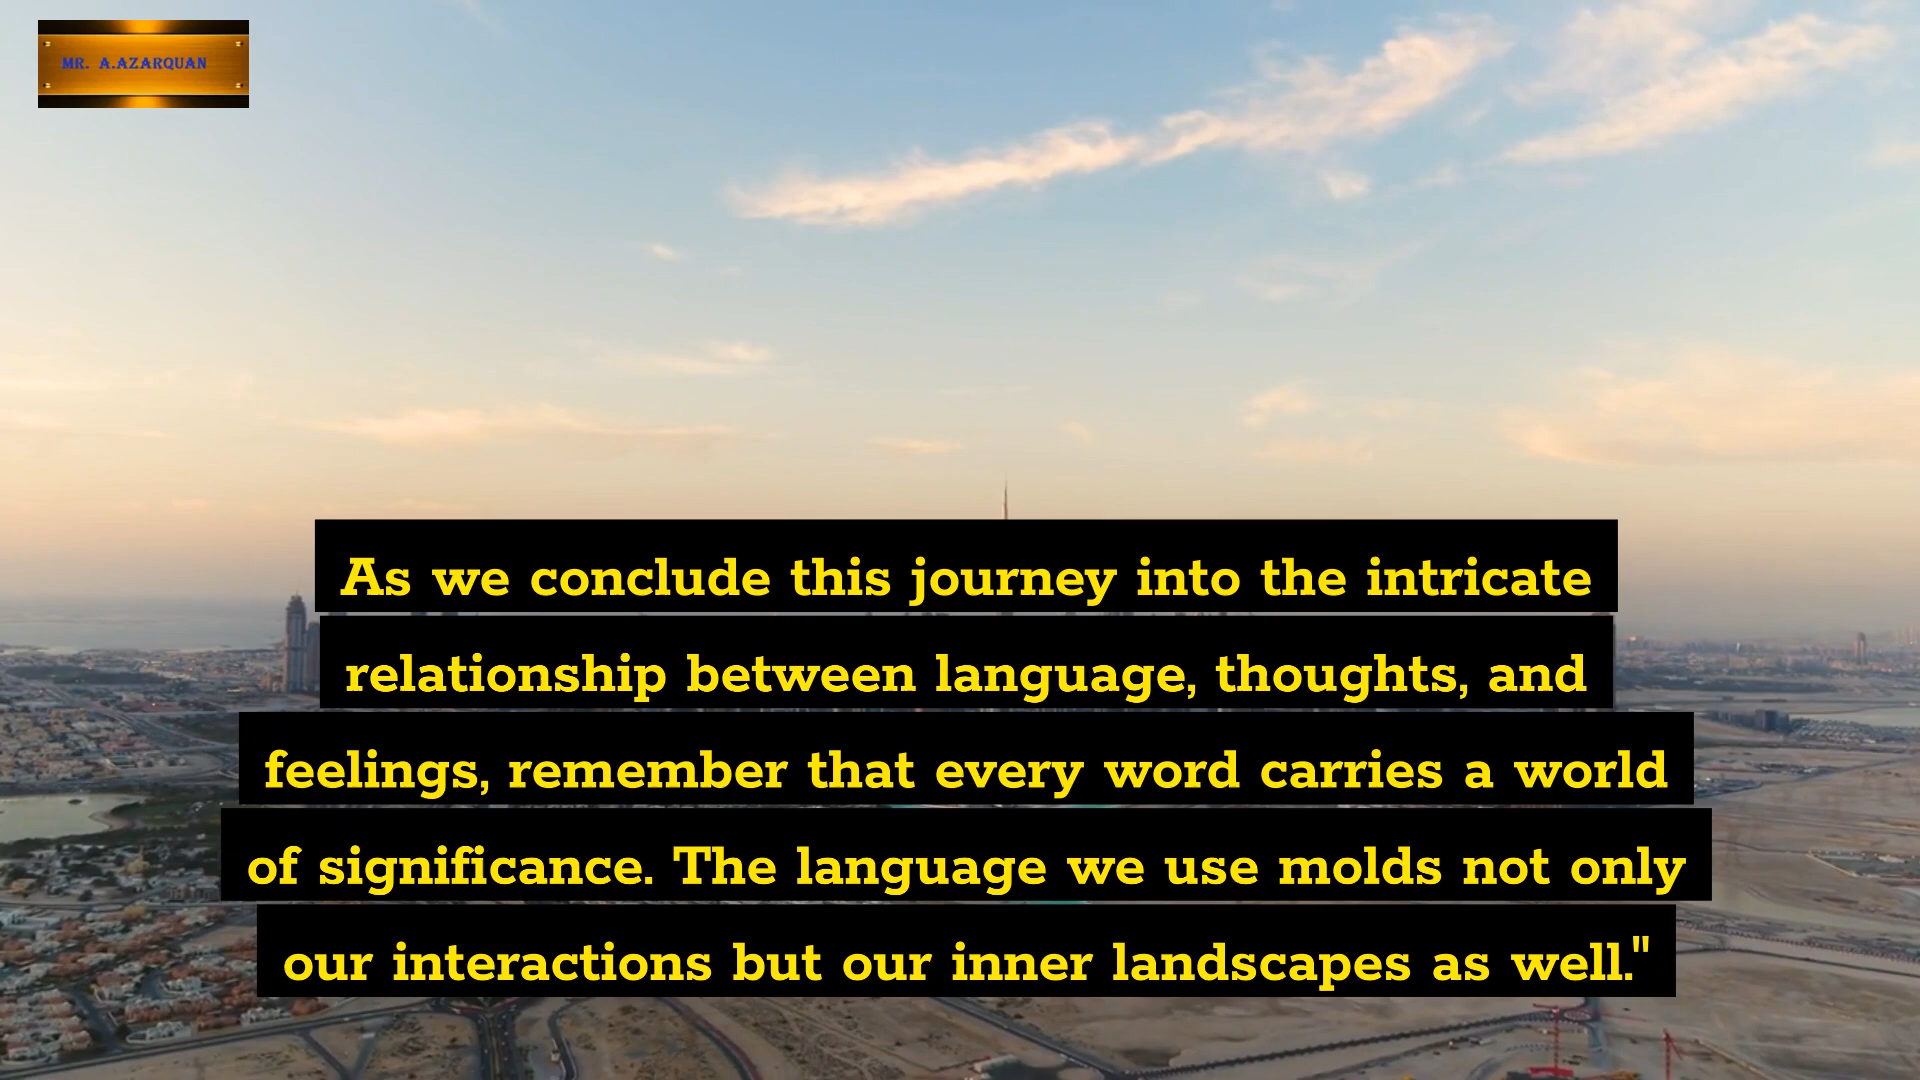 MR. A.AZARQUAN
As we conclude this journey into the intricate
relationship between language, thoughts, and
feelings, remember that every word carries a world
of significance. The language we use molds not only
our interactions but our inner landscapes as well."